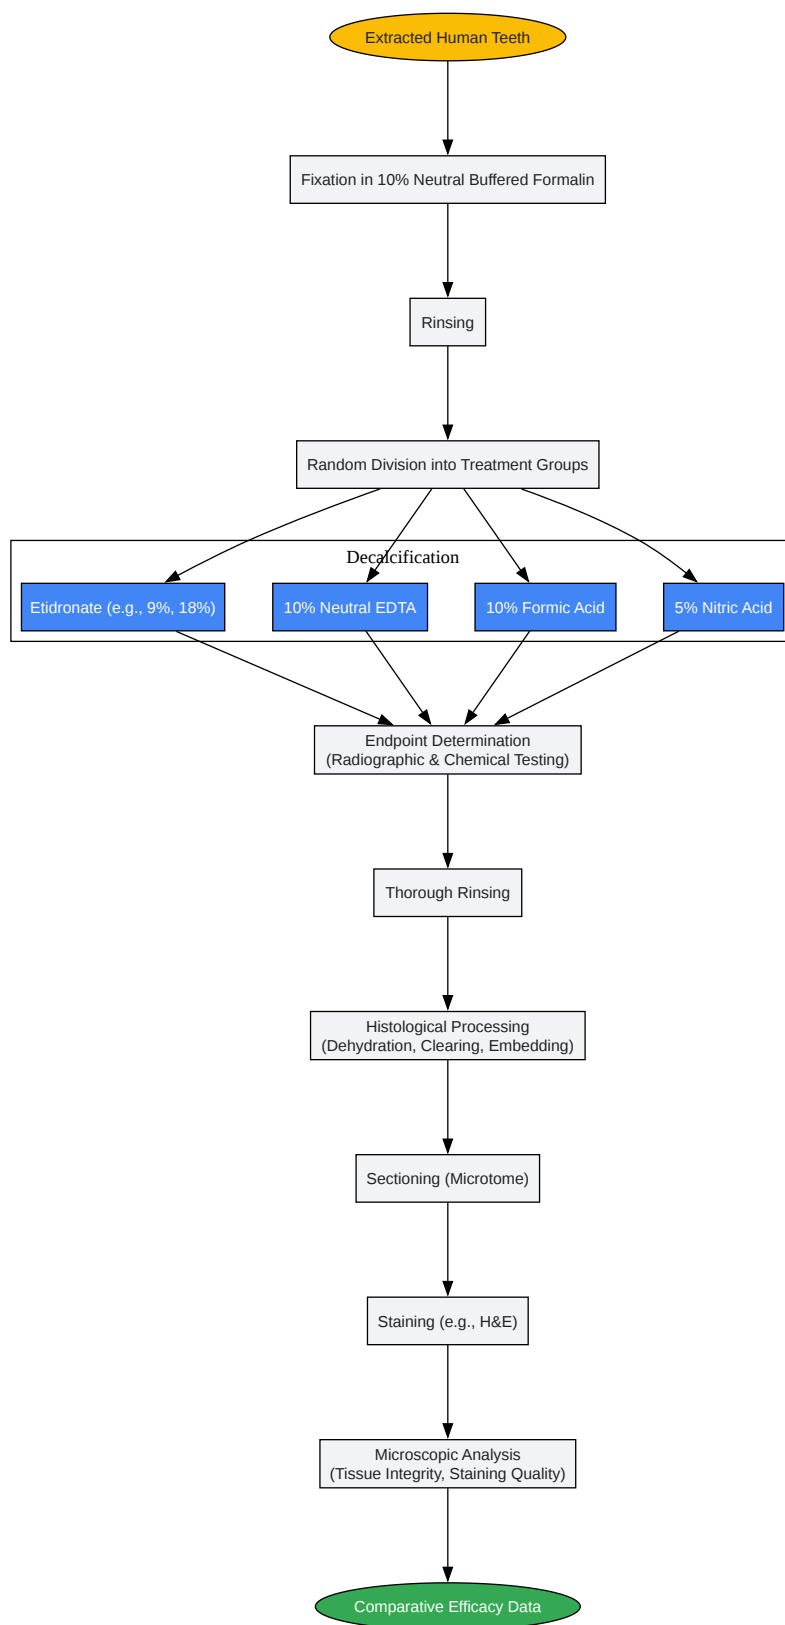 Extracted Human Teeth
Fixation in 10% Neutral Buffered Formalin
Rinsing
Random Division into Treatment Groups
Decalcification
Etidronate (e.g., 9%, 18%)
10% Neutral EDTA
10% Formic Acid
5% Nitric Acid
Endpoint Determination
(Radiographic & Chemical Testing)
Thorough Rinsing
Histological Processing
(Dehydration, Clearing, Embedding)
Sectioning (Microtome)
Staining (e.g., H&E)
Microscopic Analysis
(Tissue Integrity, Staining Quality)
Comparative Efficacy Data